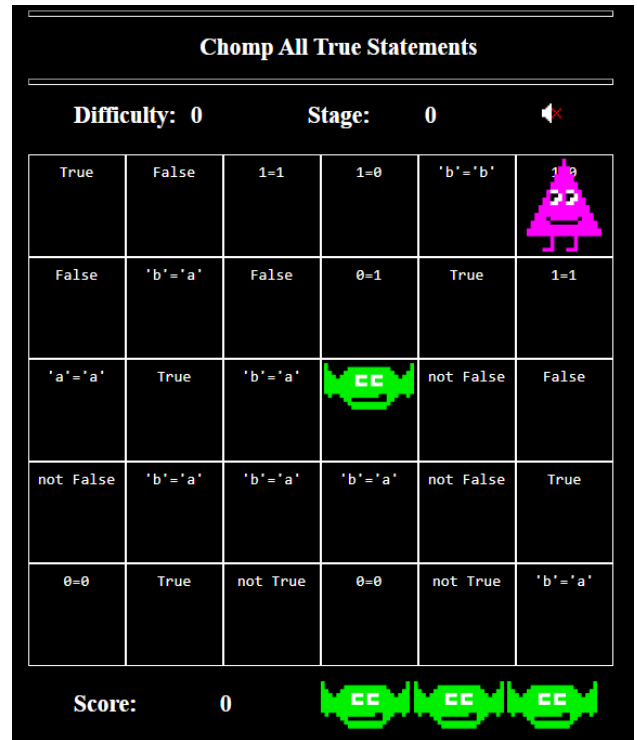 Chomp All True Statements
Difficulty: 0 Stage: 0
True False 1=1 1=0 'b'='b'
False 'b'='a' False 0=1 True 1=1
'a'='a' True 'b'='a' not False False
not False 'b'='a' 'b'='a' 'b'='a' not False True
0=0 True not True 0=0 not True 'b'='a'
Score: 0